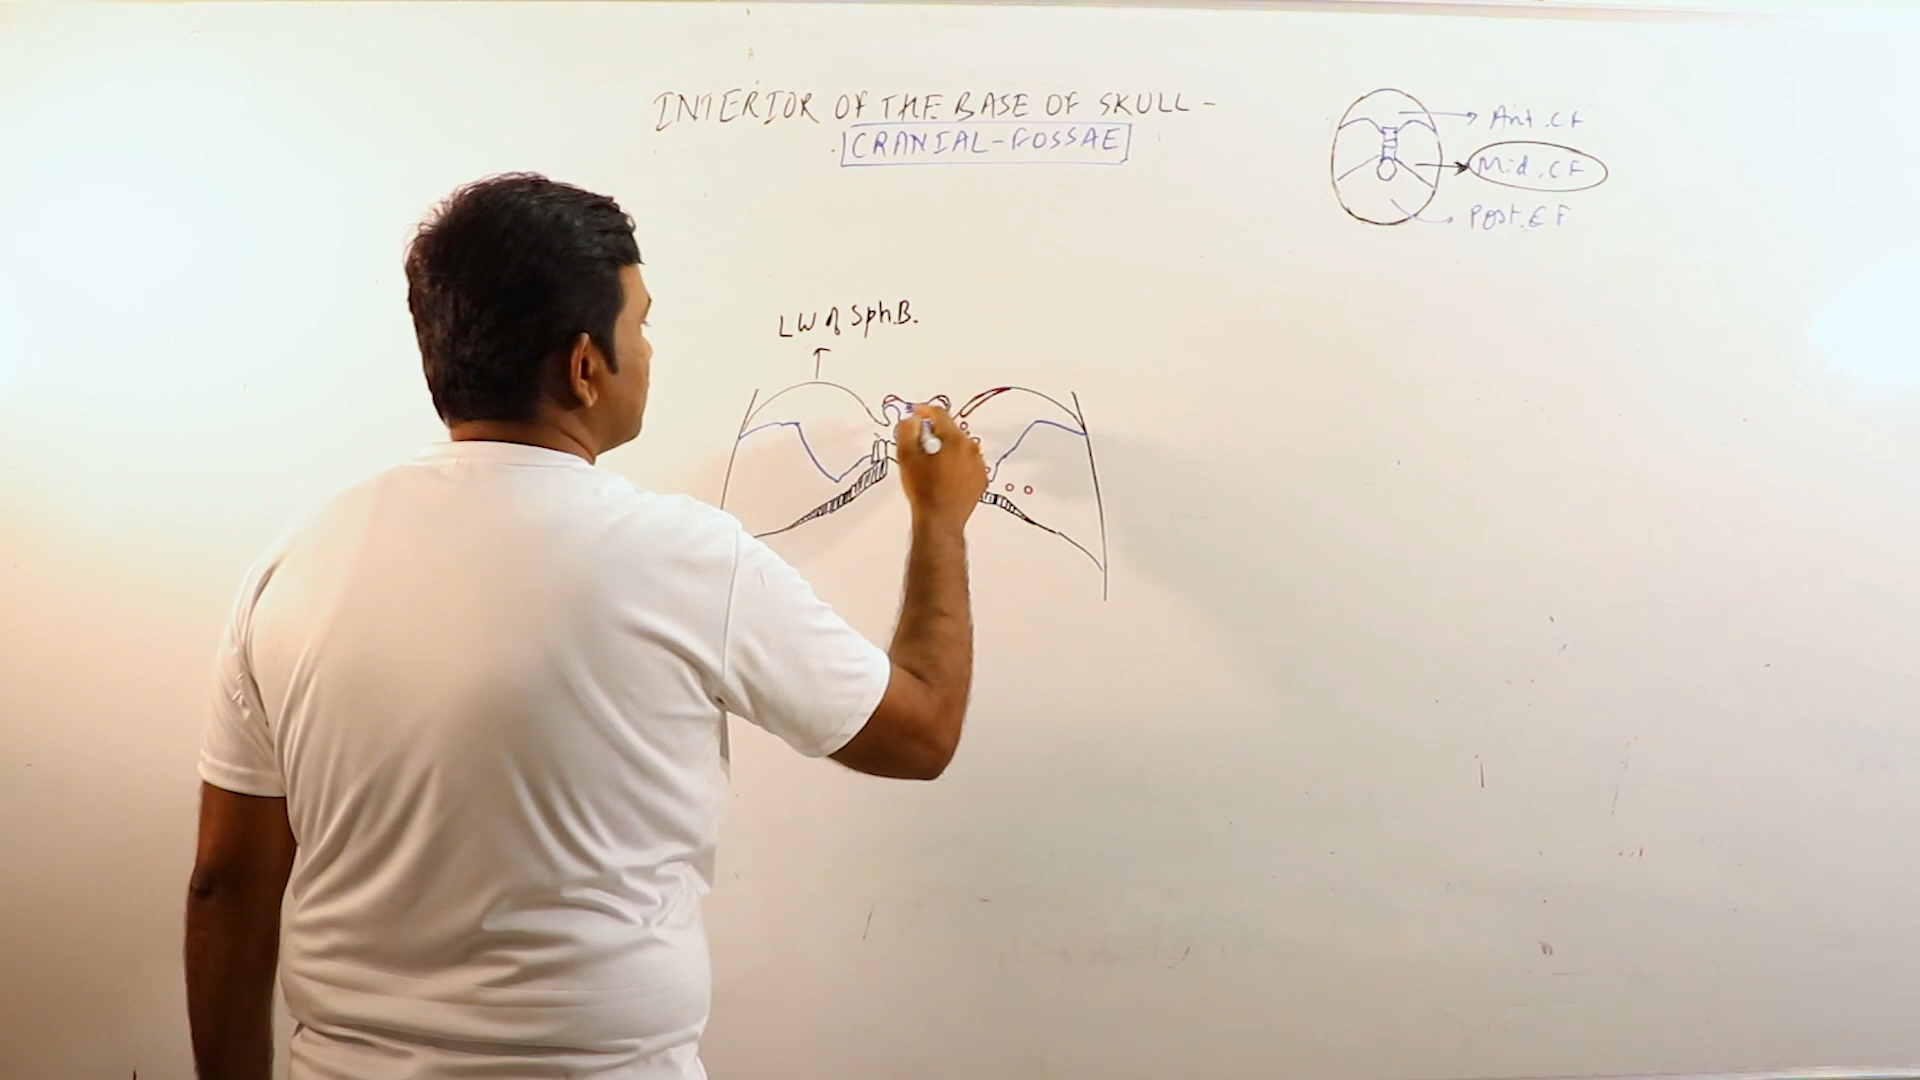 INTERIOR OF THE BASE OF SKULL -
CRANIAL-FOSSAE
Ant.CF
Mid.CF
Post.CF
LW of Sph.B.